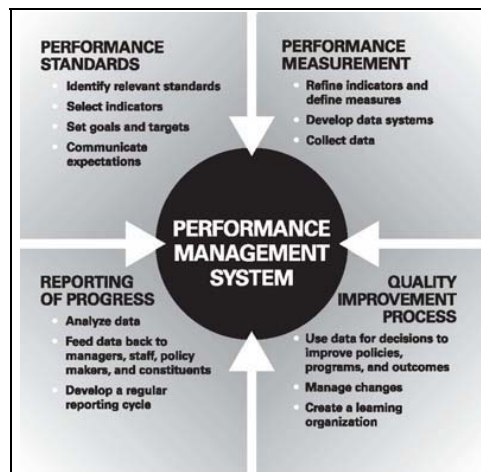 PERFORMANCE
STANDARDS
• Identify relevant standards
• Select indicators
• Set goals and targets
• Communicate
expectations
PERFORMANCE
MEASUREMENT
• Refine indicators and
define measures
• Develop data systems
• Collect data
PERFORMANCE
MANAGEMENT
SYSTEM
REPORTING
OF PROGRESS
• Analyze data
• Feed data back to
managers, staff, policy
makers, and constituents
• Develop a regular
reporting cycle
QUALITY
IMPROVEMENT
PROCESS
• Use data for decisions to
improve policies,
programs, and outcomes
• Manage changes
• Create a learning
organization